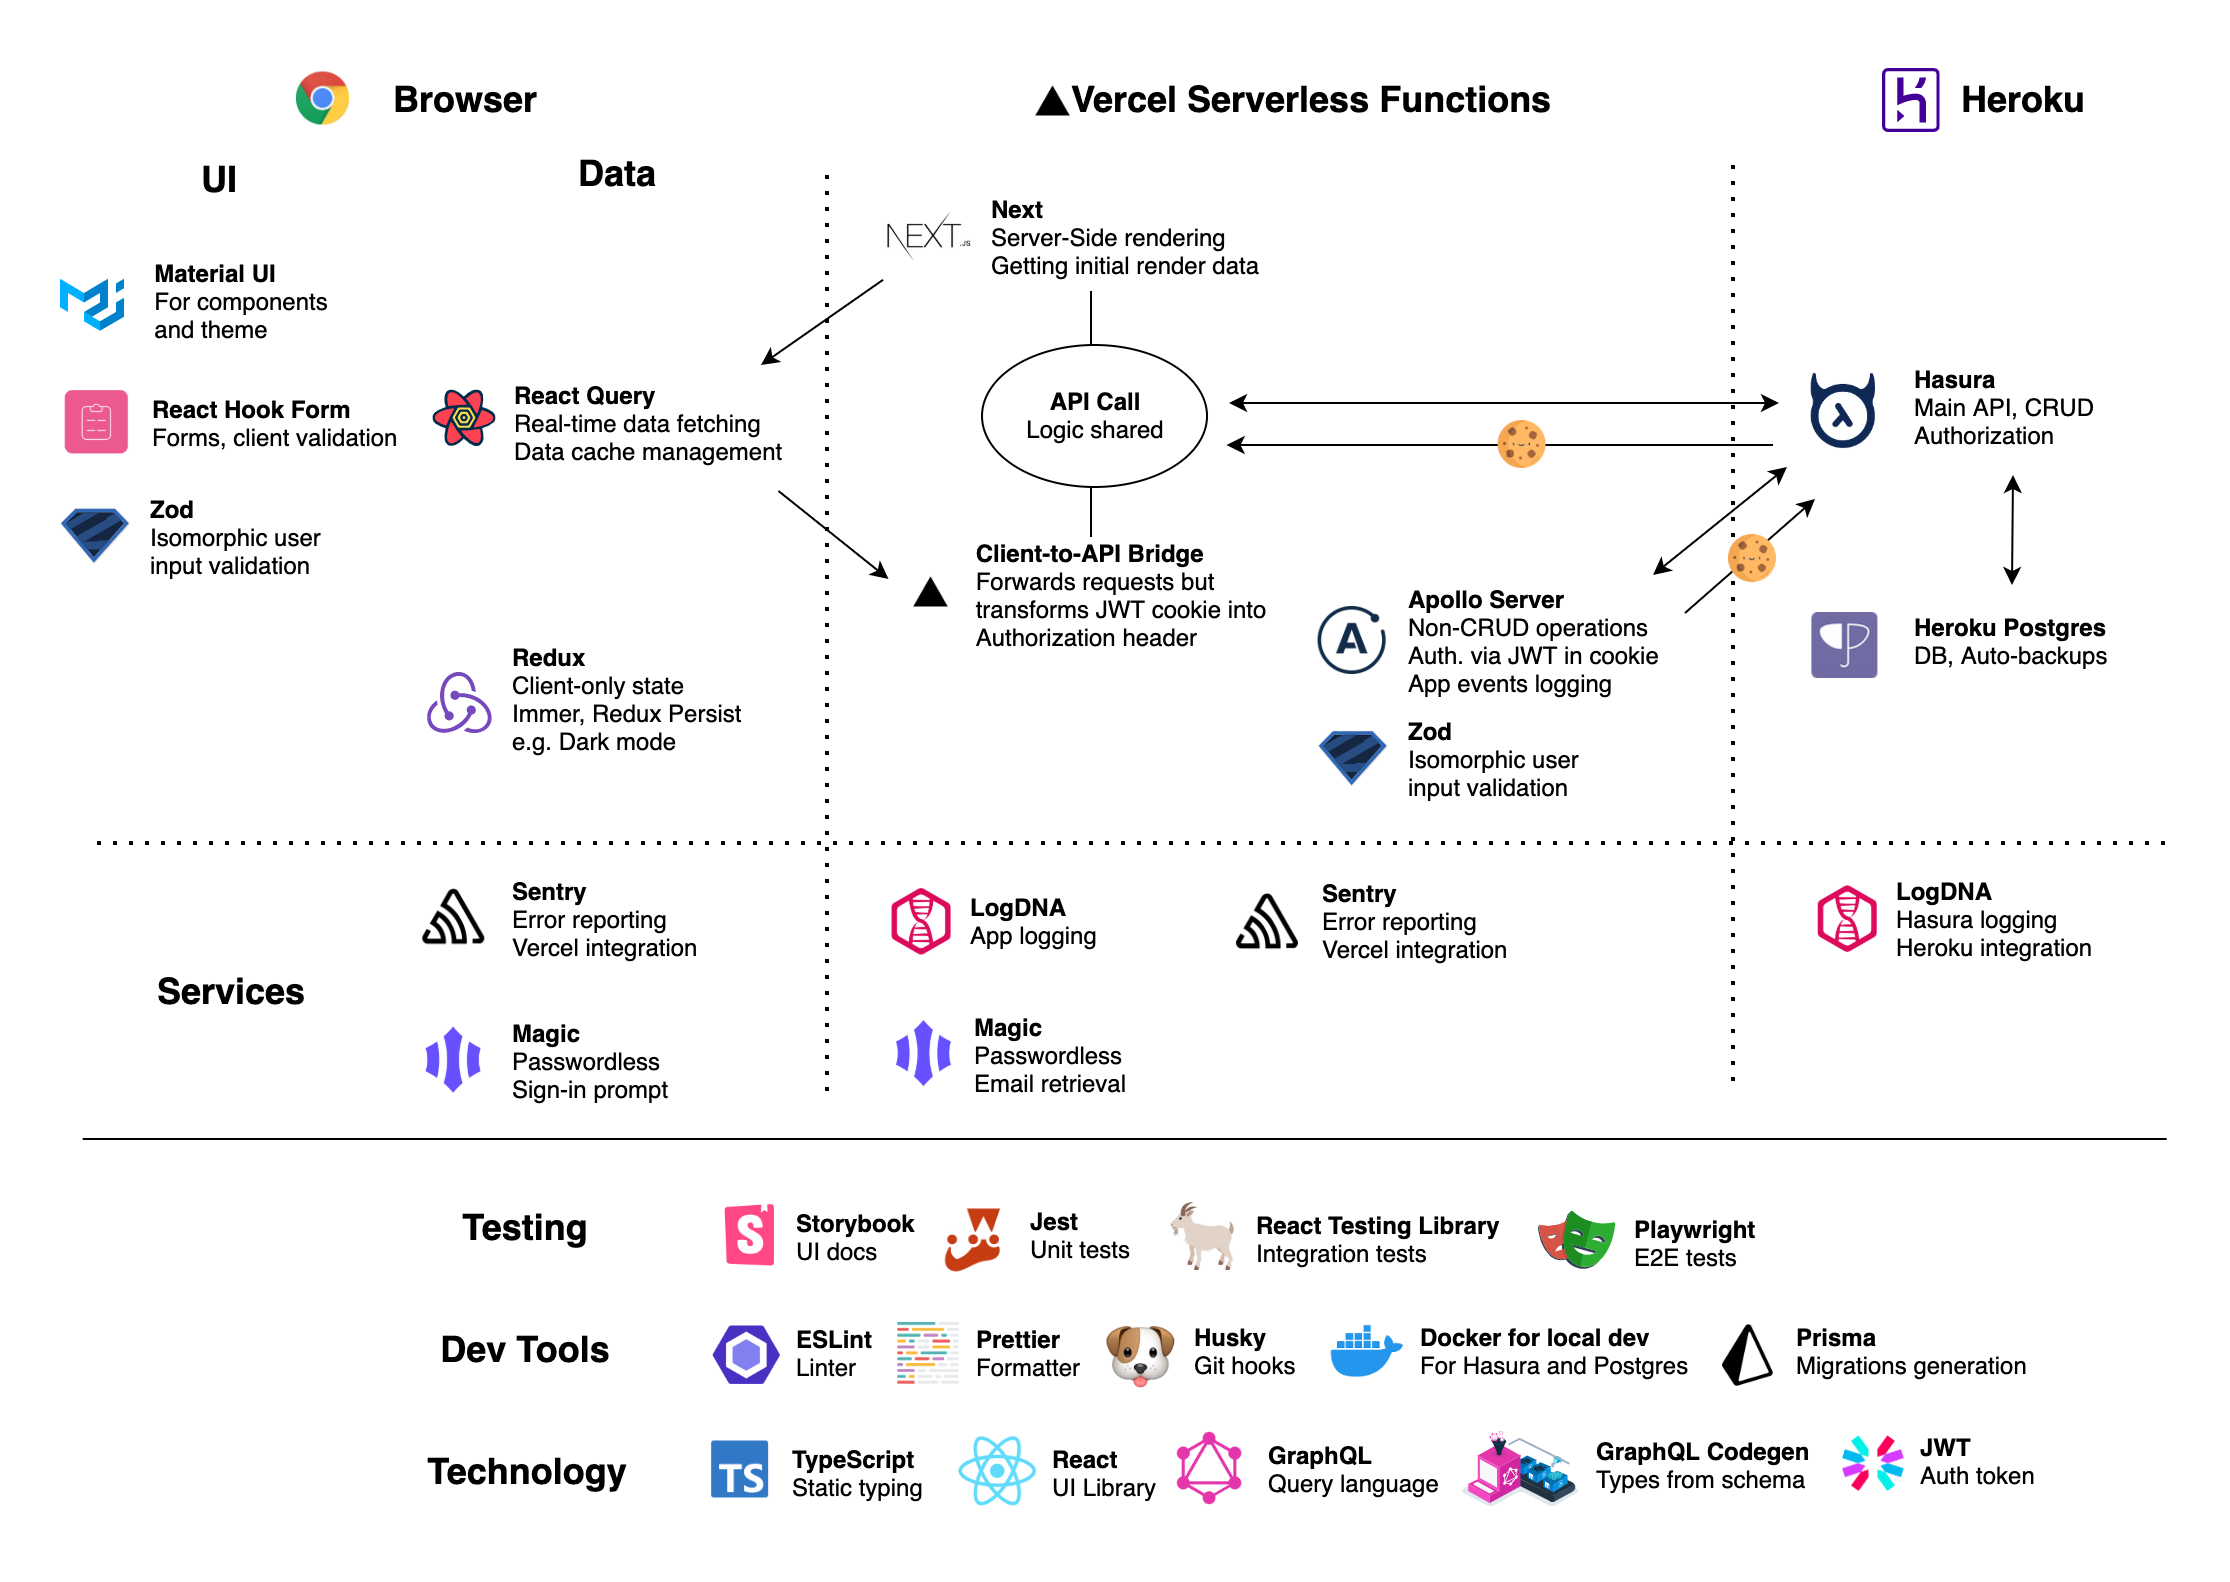 Browser
Vercel Serverless Functions
Heroku
UI
Data
Material UI
For components
and theme
React Hook Form
Forms, client validation
Zod
Isomorphic user
input validation
React Query
Real-time data fetching
Data cache management
Redux
Client-only state
Immer, Redux Persist
e.g. Dark mode
NEXT.JS
Next
Server-Side rendering
Getting initial render data
API Call
Logic shared
Client-to-API Bridge
Forwards requests but
transforms JWT cookie into
Authorization header
A
Apollo Server
Non-CRUD operations
Auth. via JWT in cookie
App events logging
Zod
Isomorphic user
input validation
Hasura
Main API, CRUD
Authorization
Heroku Postgres
DB, Auto-backups
Services
Sentry
Error reporting
Vercel integration
Magic
Passwordless
Sign-in prompt
LogDNA
App logging
Sentry
Error reporting
Vercel integration
Magic
Passwordless
Email retrieval
LogDNA
Hasura logging
Heroku integration
Testing
S
Storybook
UI docs
Jest
Unit tests
React Testing Library
Integration tests
Playwright
E2E tests
Dev Tools
ESLint
Linter
Prettier
Formatter
Husky
Git hooks
Docker for local dev
For Hasura and Postgres
Prisma
Migrations generation
Technology
TS
TypeScript
Static typing
React
UI Library
GraphQL
Query language
GraphQL Codegen
Types from schema
JWT
Auth token